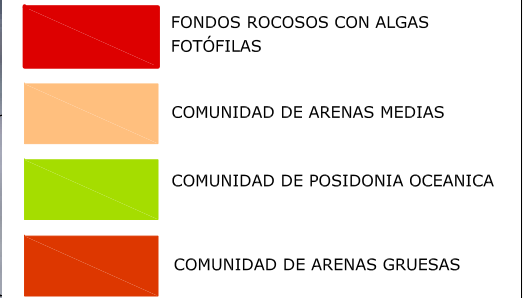 FONDOS ROCOSOS CON ALGAS
FOTÓFILAS
COMUNIDAD DE ARENAS MEDIAS
COMUNIDAD DE POSIDONIA OCEANICA
COMUNIDAD DE ARENAS GRUESAS